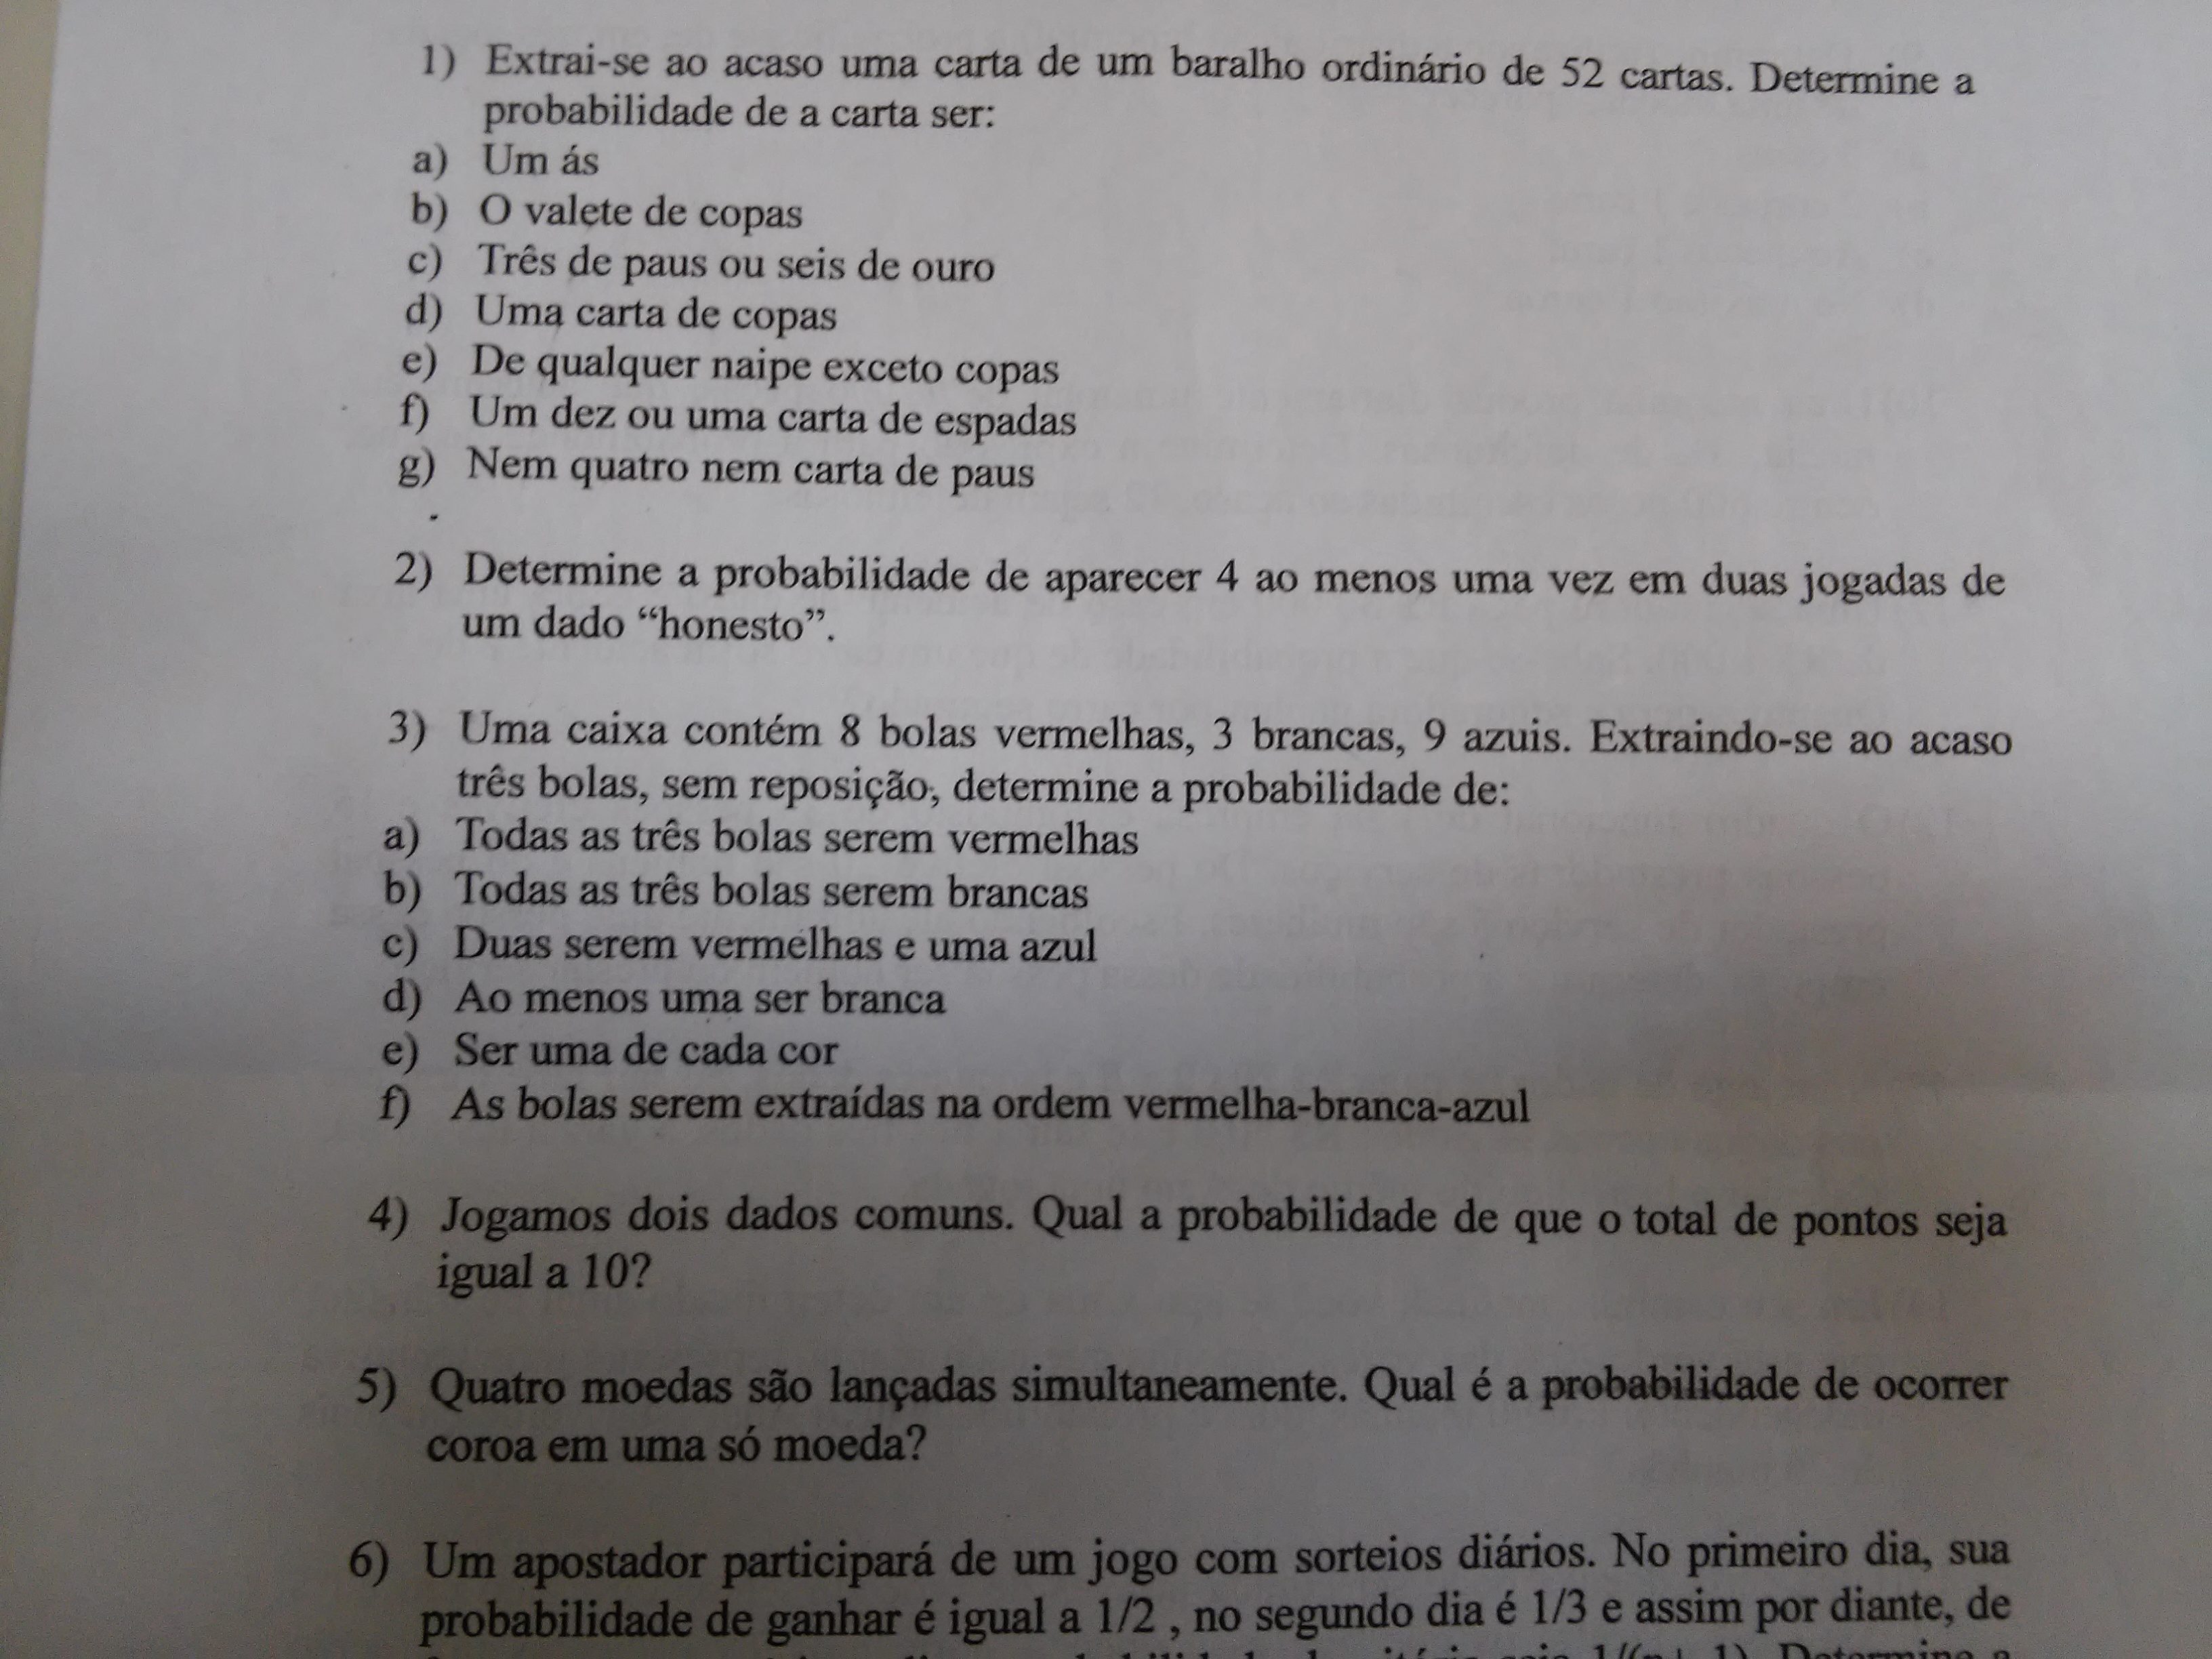 1) Extrai-se ao acaso uma carta de um baralho ordinário de 52 cartas. Determine a
probabilidade de a carta ser:
a) Um ás
b) O valete de copas
c) Três de paus ou seis de ouro
d) Uma carta de copas
e) De qualquer naipe exceto copas
f) Um dez ou uma carta de espadas
g) Nem quatro nem carta de paus
2) Determine a probabilidade de aparecer 4 ao menos uma vez em duas jogadas de
um dado “honesto”.
3) Uma caixa contém 8 bolas vermelhas, 3 brancas, 9 azuis. Extraindo-se ao acaso
três bolas, sem reposição, determine a probabilidade de:
a) Todas as três bolas serem vermelhas
b) Todas as três bolas serem brancas
c) Duas serem vermelhas e uma azul
d) Ao menos uma ser branca
e) Ser uma de cada cor
f) As bolas serem extraídas na ordem vermelha-branca-azul
4) Jogamos dois dados comuns. Qual a probabilidade de que o total de pontos seja
igual a 10?
5) Quatro moedas são lançadas simultaneamente. Qual é a probabilidade de ocorrer
coroa em uma só moeda?
6) Um apostador participará de um jogo com sorteios diários. No primeiro dia, sua
probabilidade de ganhar é igual a 1/2 , no segundo dia é 1/3 e assim por diante, de